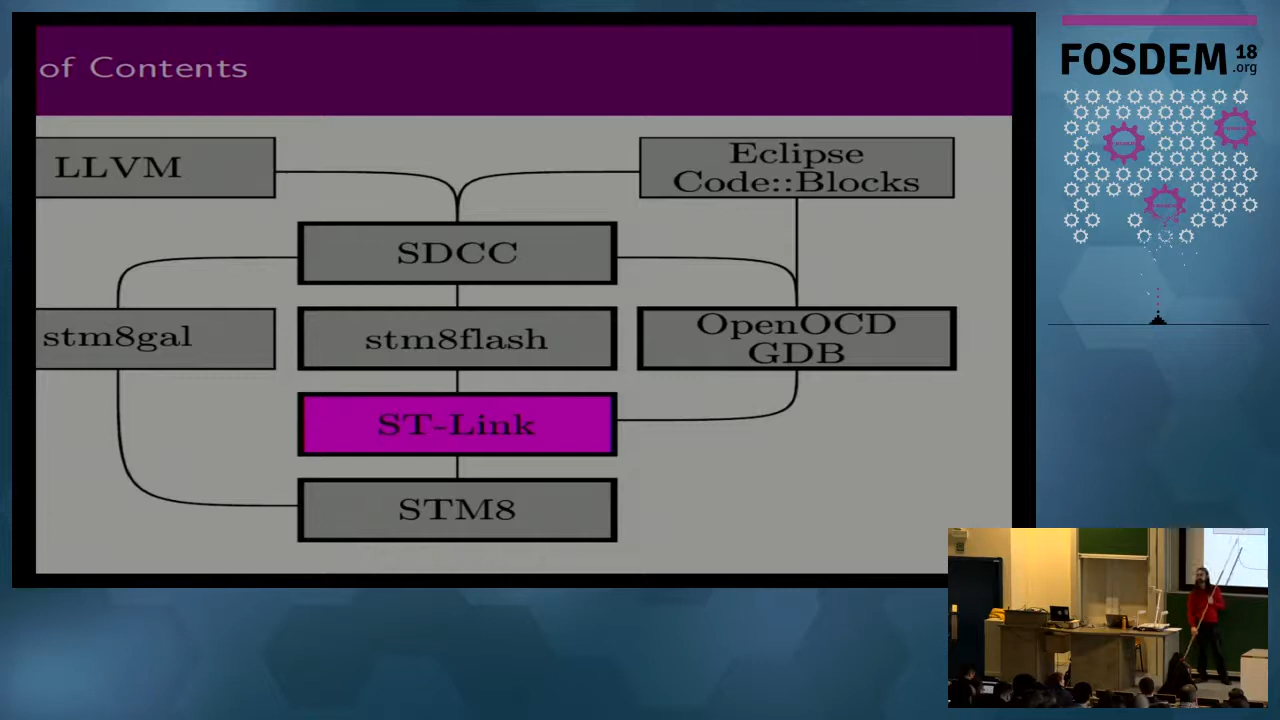 of Contents
LLVM
Eclipse
Code::Blocks
SDCC
stm8gal
stm8flash
OpenOCD
GDB
ST-Link
STM8
FOSDEM 18
.org